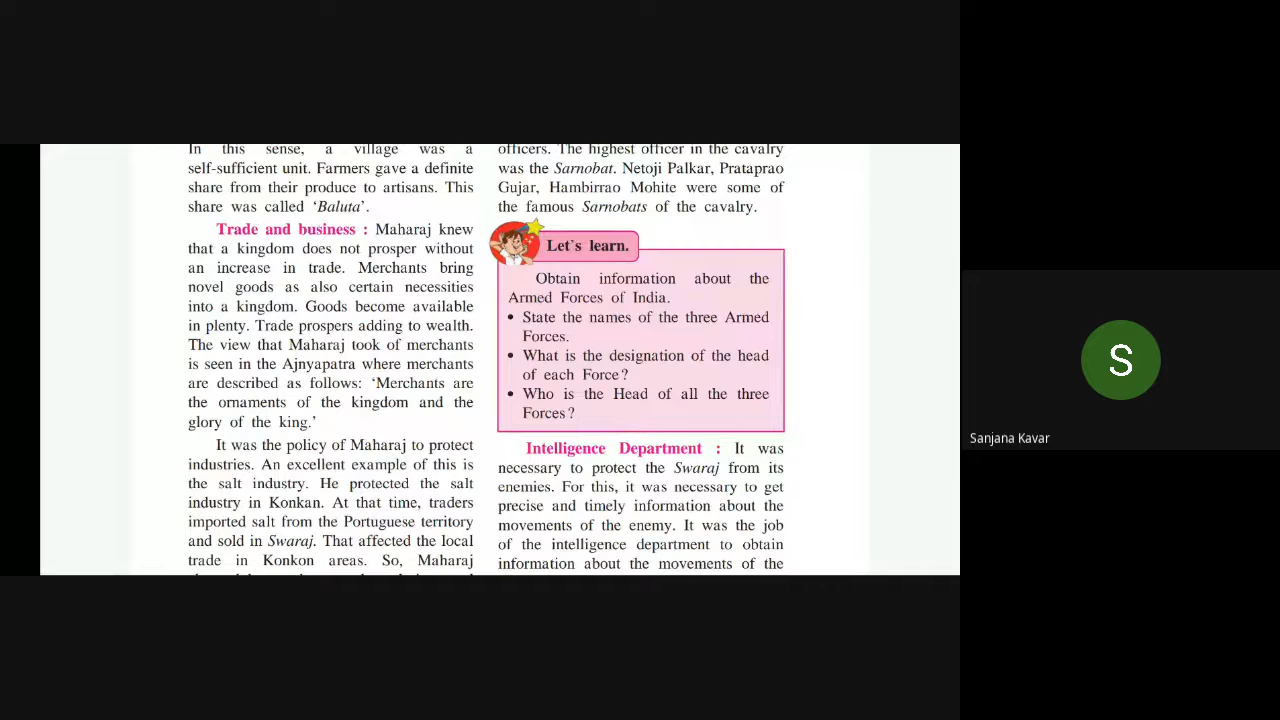 In this sense, a village was a
self-sufficient unit. Farmers gave a definite
share from their produce to artisans. This
share was called ‘Baluta’.
Trade and business : Maharaj knew
that a kingdom does not prosper without
an increase in trade. Merchants bring
novel goods as also certain necessities
into a kingdom. Goods become available
in plenty. Trade prospers adding to wealth.
The view that Maharaj took of merchants
is seen in the Ajnyapatra where merchants
are described as follows: ‘Merchants are
the ornaments of the kingdom and the
glory of the king.’
It was the policy of Maharaj to protect
industries. An excellent example of this is
the salt industry. He protected the salt
industry in Konkan. At that time, traders
imported salt from the Portuguese territory
and sold in Swaraj. That affected the local
trade in Konkon areas. So, Maharaj
officers. The highest officer in the cavalry
was the Sarnobat. Netoji Palkar, Prataprao
Gujar, Hambirrao Mohite were some of
the famous Sarnobats of the cavalry.
Let’s learn.
Obtain information about the
Armed Forces of India.
• State the names of the three Armed
Forces.
• What is the designation of the head
of each Force?
• Who is the Head of all the three
Forces?
Intelligence Department : It was
necessary to protect the Swaraj from its
enemies. For this, it was necessary to get
precise and timely information about the
movements of the enemy. It was the job
of the intelligence department to obtain
information about the movements of the
S
Sanjana Kavar